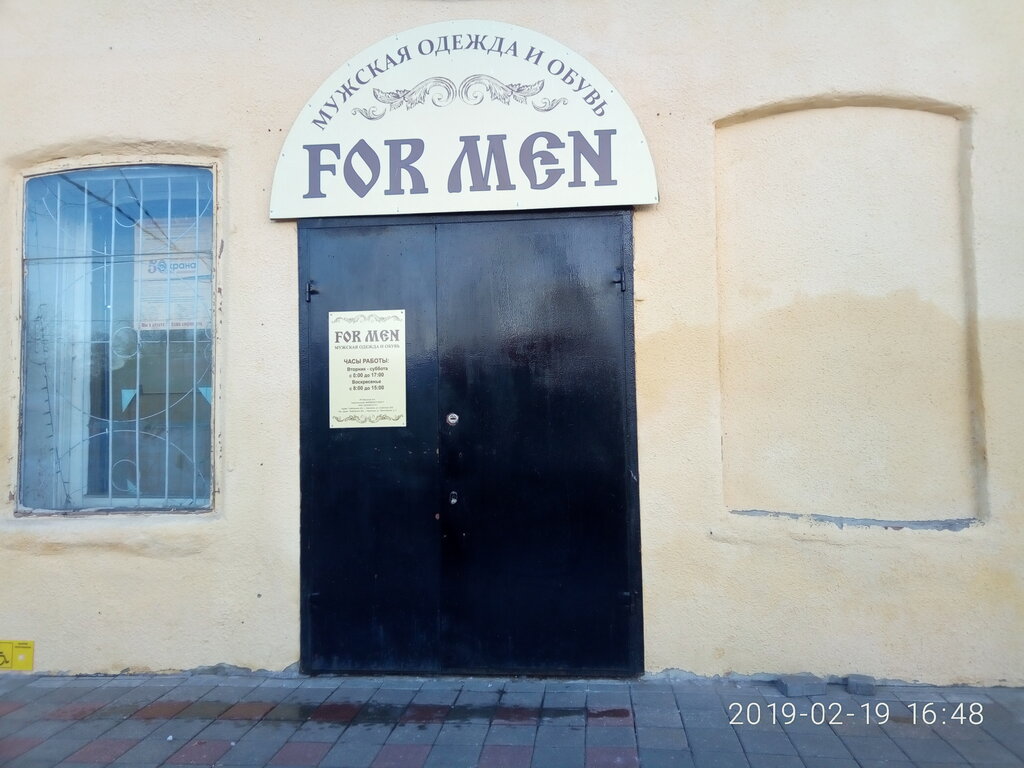 МУЖСКАЯ ОДЕЖДА И ОБУВЬ
FOR MEN
FOR MEN
МУЖСКАЯ ОДЕЖДА И ОБУВЬ
ЧАСЫ РАБОТЫ:
Вторник - суббота
с 8:00 до 17:00
Воскресенье
с 8:00 до 15:00
2019-02-19 16:48